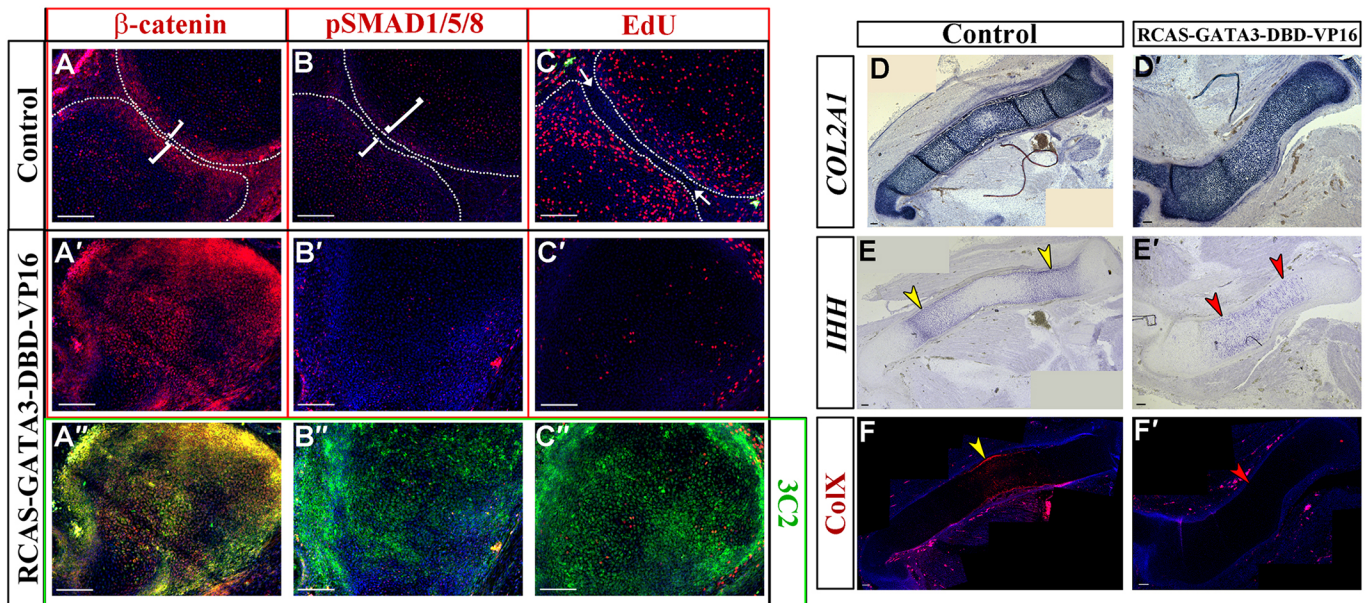 β-catenin pSMAD1/5/8 EdU
Control RCAS-GATA3-DBD-VP16
Control
A B C
RCAS-GATA3-DBD-VP16
A′ B′ C′
A″ B″ C″
3C2
COL2A1
D D′
IHH
E E′
ColX
F F′